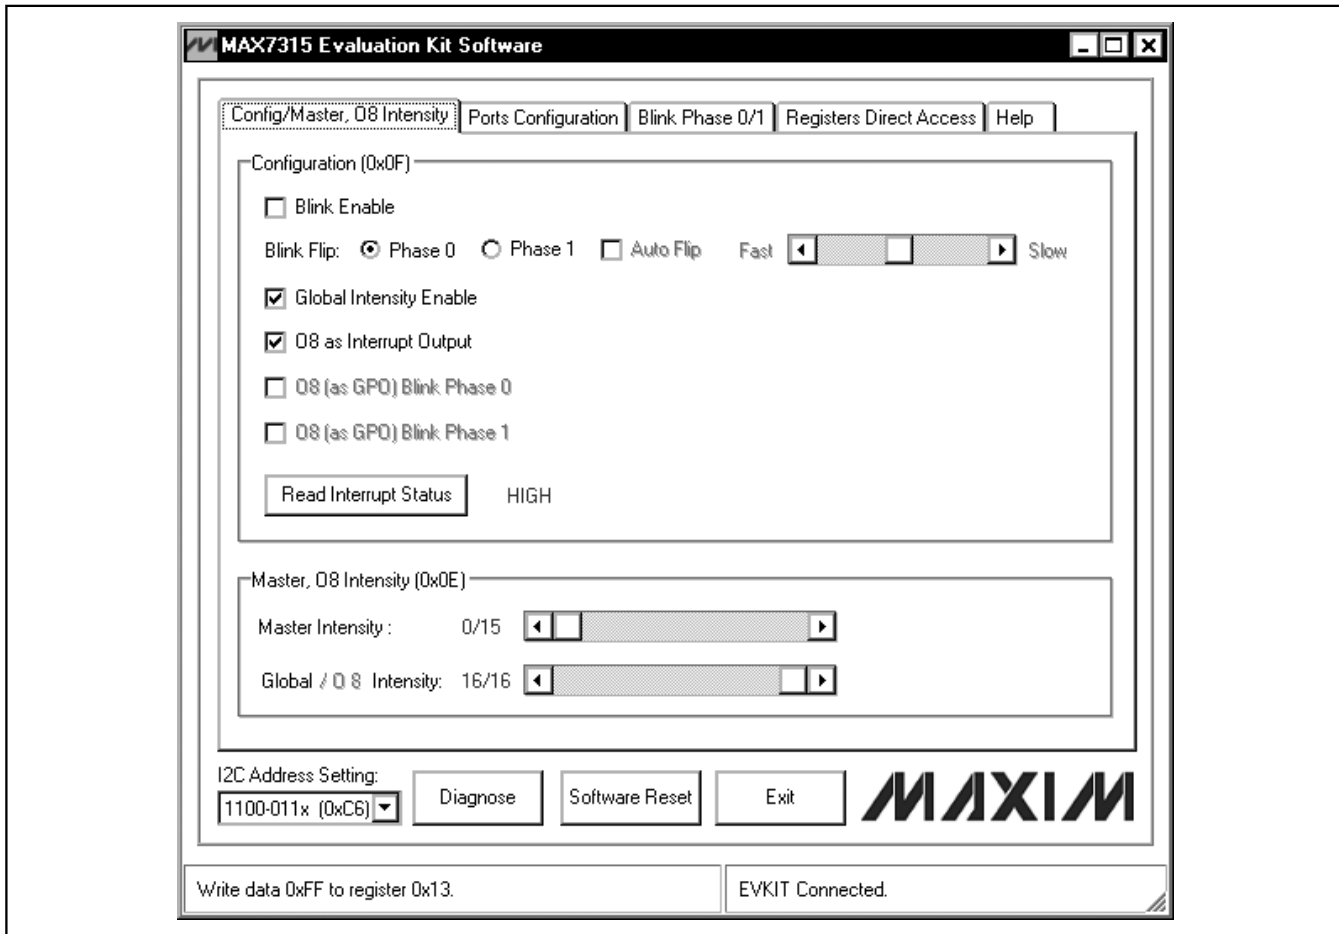 MAX7315 Evaluation Kit Software
Config/Master, O8 Intensity Ports Configuration Blink Phase 0/1 Registers Direct Access Help
Configuration (0x0F)
Blink Enable
Blink Flip: Phase 0 Phase 1 Auto Flip Fast Slow
Global Intensity Enable
O8 as Interrupt Output
O8 (as GPO) Blink Phase 0
O8 (as GPO) Blink Phase 1
Read Interrupt Status HIGH
Master, O8 Intensity (0x0E)
Master Intensity : 0/15
Global / O 8 Intensity: 16/16
I2C Address Setting:
1100-011x (0xC6) Diagnose Software Reset Exit MAXIM
Write data 0xFF to register 0x13. EVKIT Connected.